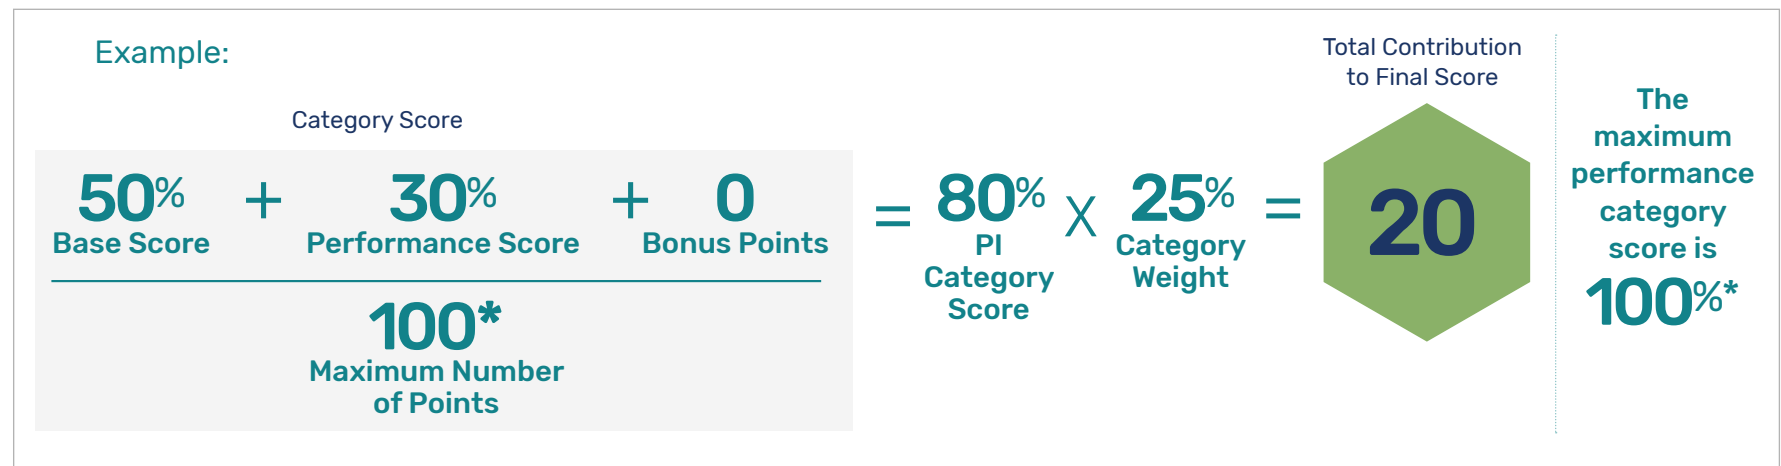 Example:
Category Score
50% + 30% + 0
Base Score Performance Score Bonus Points
100*
Maximum Number
of Points
= 80% X 25% =
PI
Category
Score
Category
Weight
Total Contribution
to Final Score
20
The
maximum
performance
category
score is
100%*